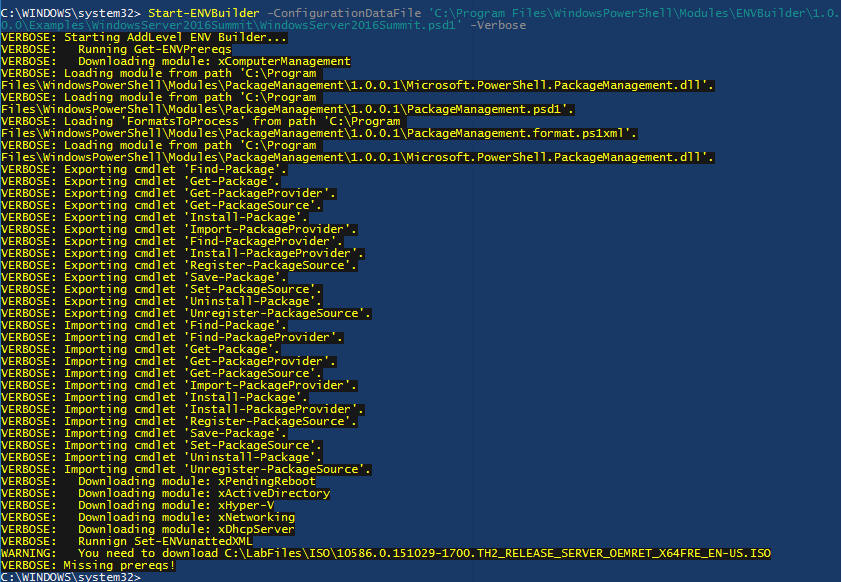 C:\WINDOWS\system32> Start-ENVBuilder -ConfigurationDataFile 'C:\Program Files\WindowsPowerShell\Modules\ENVBuilder\1.0.
0.0\Examples\WindowsServer2016Summit.psd1' -Verbose
VERBOSE: Starting AddLevel ENV Builder...
VERBOSE:   Running Get-ENVPrereqs
VERBOSE:   Downloading module: xComputerManagement
VERBOSE: Loading module from path 'C:\Program
Files\WindowsPowerShell\Modules\PackageManagement\1.0.0.1\Microsoft.PowerShell.PackageManagement.dll'.
VERBOSE: Loading module from path 'C:\Program
Files\WindowsPowerShell\Modules\PackageManagement\1.0.0.1\PackageManagement.psd1'.
VERBOSE: Loading 'FormatsToProcess' from path 'C:\Program
Files\WindowsPowerShell\Modules\PackageManagement\1.0.0.1\PackageManagement.format.ps1xml'.
VERBOSE: Loading module from path 'C:\Program
Files\WindowsPowerShell\Modules\PackageManagement\1.0.0.1\Microsoft.PowerShell.PackageManagement.dll'.
VERBOSE: Exporting cmdlet 'Find-Package'.
VERBOSE: Exporting cmdlet 'Get-Package'.
VERBOSE: Exporting cmdlet 'Get-PackageProvider'.
VERBOSE: Exporting cmdlet 'Get-PackageSource'.
VERBOSE: Exporting cmdlet 'Install-Package'.
VERBOSE: Exporting cmdlet 'Import-PackageProvider'.
VERBOSE: Exporting cmdlet 'Find-PackageProvider'.
VERBOSE: Exporting cmdlet 'Install-PackageProvider'.
VERBOSE: Exporting cmdlet 'Register-PackageSource'.
VERBOSE: Exporting cmdlet 'Save-Package'.
VERBOSE: Exporting cmdlet 'Set-PackageSource'.
VERBOSE: Exporting cmdlet 'Uninstall-Package'.
VERBOSE: Exporting cmdlet 'Unregister-PackageSource'.
VERBOSE: Importing cmdlet 'Find-Package'.
VERBOSE: Importing cmdlet 'Find-PackageProvider'.
VERBOSE: Importing cmdlet 'Get-Package'.
VERBOSE: Importing cmdlet 'Get-PackageProvider'.
VERBOSE: Importing cmdlet 'Get-PackageSource'.
VERBOSE: Importing cmdlet 'Import-PackageProvider'.
VERBOSE: Importing cmdlet 'Install-Package'.
VERBOSE: Importing cmdlet 'Install-PackageProvider'.
VERBOSE: Importing cmdlet 'Register-PackageSource'.
VERBOSE: Importing cmdlet 'Save-Package'.
VERBOSE: Importing cmdlet 'Set-PackageSource'.
VERBOSE: Importing cmdlet 'Uninstall-Package'.
VERBOSE: Importing cmdlet 'Unregister-PackageSource'.
VERBOSE:   Downloading module: xPendingReboot
VERBOSE:   Downloading module: xActiveDirectory
VERBOSE:   Downloading module: xHyper-V
VERBOSE:   Downloading module: xNetworking
VERBOSE:   Downloading module: xDhcpServer
VERBOSE:   Runnign Set-ENVunattedXML
WARNING:   You need to download C:\LabFiles\ISO\10586.0.151029-1700.TH2_RELEASE_SERVER_OEMRET_X64FRE_EN-US.ISO
VERBOSE: Missing prereqs!
C:\WINDOWS\system32>